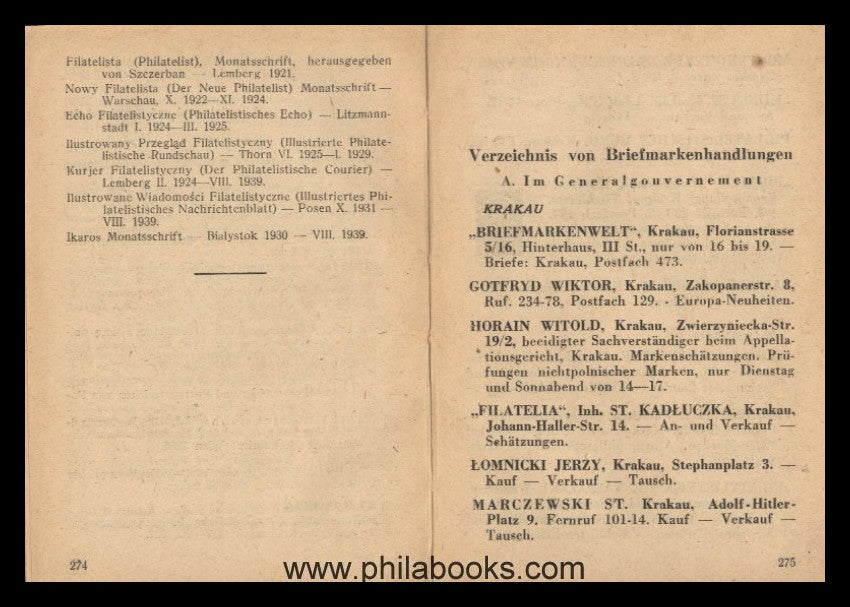 Filatelista (Philatelist), Monatsschrift, herausgegeben
von Szczerban — Lemberg 1921.
Nowy Filatelista (Der Neue Philatelist) Monatsschrift —
Warschau, X. 1922—XI. 1924.
Echo Filatelistyczne (Philatelistisches Echo) — Litzmann-
stadt I. 1924—III. 1925.
Ilustrowany Przegląd Filatelistyczny (Illustrierte Philate-
listische Rundschau) — Thorn VI. 1925—I. 1929.
Kurjer Filatelistyczny (Der Philatelistische Courier) —
Lemberg II. 1924—VIII. 1939.
Ilustrowane Wiadomości Filatelistyczne (Illustriertes Phi-
latelistisches Nachrichtenblatt) — Posen X. 1931 —
VIII. 1939.
Ikaros Monatsschrift — Bialystok 1930 — VIII. 1939.
274
Verzeichnis von Briefmarkenhandlungen
A. Im Generalgouvernement
KRAKAU
„BRIEFMARKENWELT“, Krakau, Florianstrasse
5/16, Hinterhaus, III St., nur von 16 bis 19. —
Briefe: Krakau, Postfach 473.
GOTFRYD WIKTOR, Krakau, Zakopanerstr. 8,
Ruf. 234-78, Postfach 129. - Europa-Neuheiten.
HORAIN WITOLD, Krakau, Zwierzyniecka-Str.
19/2, beeidigter Sachverständiger beim Appella-
tionsgericht, Krakau. Markenschätzungen. Prü-
fungen nichtpolnischer Marken, nur Dienstag
und Sonnabend von 14—17.
„FILATELIA“, Inh. ST. KADŁUCZKA, Krakau,
Johann-Haller-Str. 14. — An- und Verkauf —
Schätzungen.
ŁOMNICKI JERZY, Krakau, Stephanplatz 3. —
Kauf — Verkauf — Tausch.
MARCZEWSKI ST. Krakau, Adolf-Hitler-
Platz 9. Fernruf 101-14. Kauf — Verkauf —
Tausch.
275
www.philabooks.com